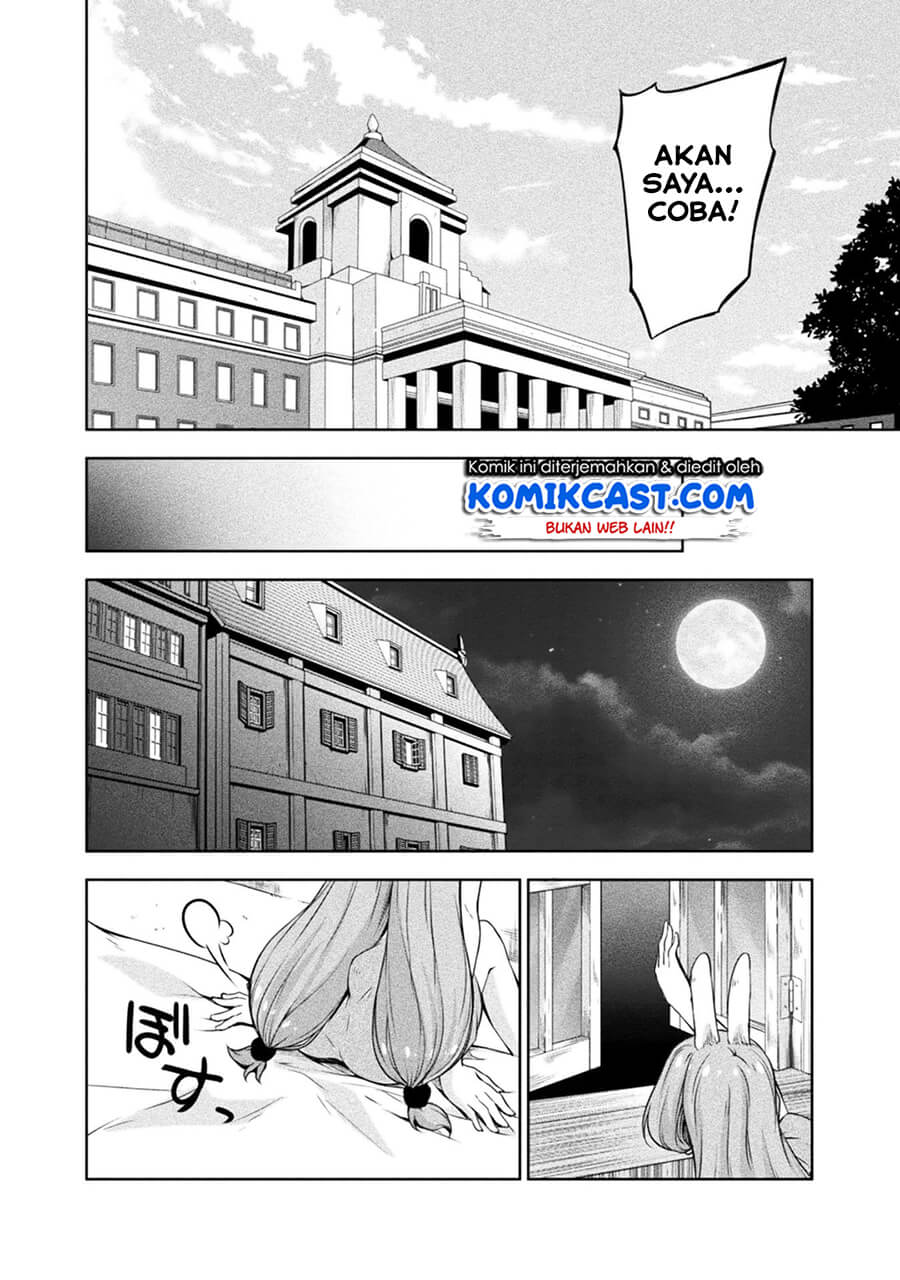 AKAN
SAYA...
COBA!
Komik ini diterjemahkan & diedit oleh
KOMIKCAST.COM
BUKAN WEB LAIN!!
ぼすっ